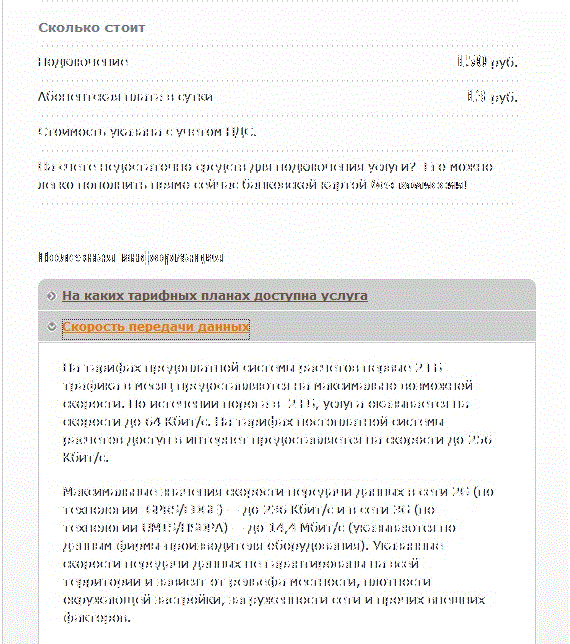 Сколько стоит
Подключение 150 руб.
Абонентская плата в сутки 13 руб.
Стоимость указана с учетом НДС.
На счете недостаточно средств для подключения услуги? Его можно
легко пополнить прямо сейчас банковской картой без комиссии!
Полезная информация
На каких тарифных планах доступна услуга
Скорость передачи данных
На тарифах предоплатной системы расчетов первые 2 ГБ
трафика в месяц предоставляются на максимально возможной
скорости. По истечении порога в 2 ГБ, услуга оказывается на
скорости до 64 Кбит/с. На тарифах постоплатной системы
расчетов доступ в интернет предоставляется на скорости до 256
Кбит/с.
Максимальные значения скорости передачи данных в сети 2G (по
технологии GPRS/EDGE) – до 236 Кбит/с и в сети 3G (по
технологии UMTS/HSDPA) – до 14,4 Мбит/с (указываются по
данным фирмы производителя оборудования). Указанные
скорости передачи данных не гарантированы на всей
территории и зависят от рельефа местности, плотности
окружающей застройки, загруженности сети и прочих внешних
факторов.